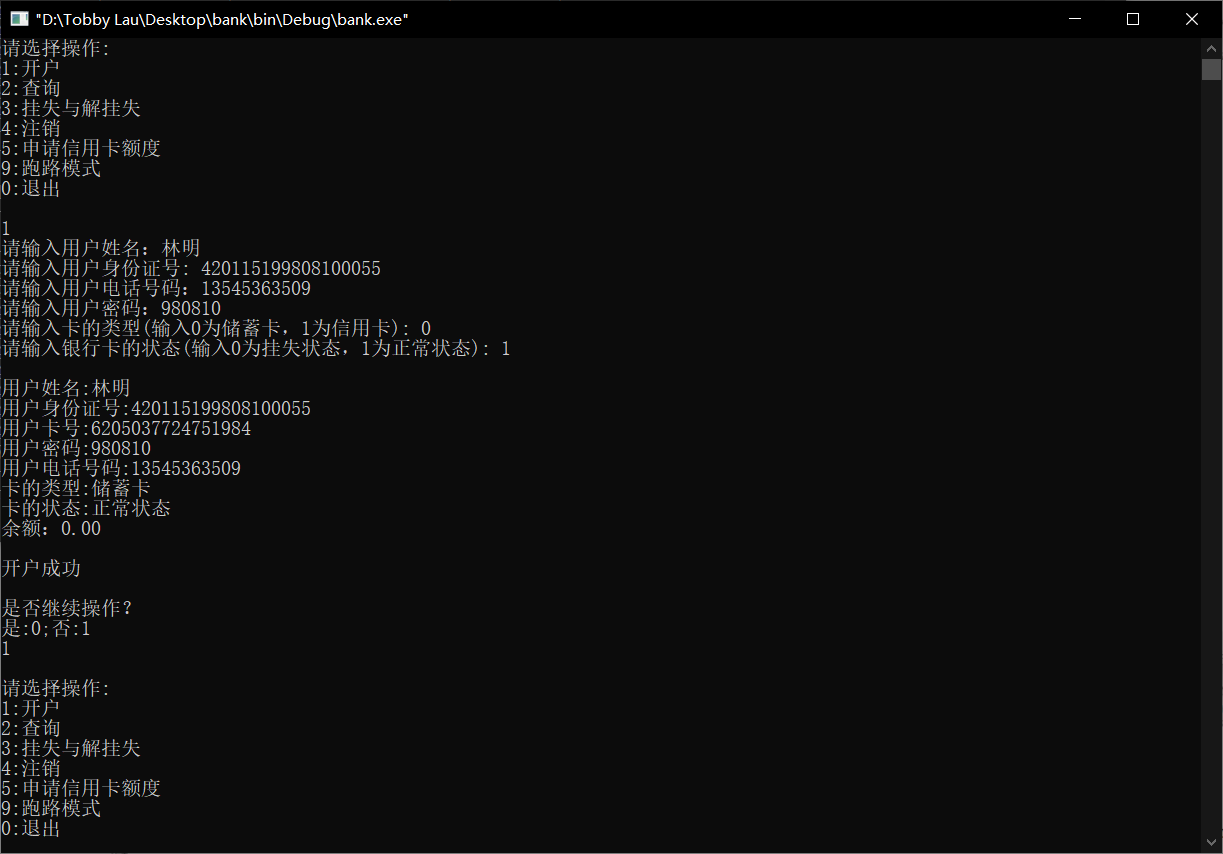 "D:\Tobby Lau\Desktop\bank\bin\Debug\bank.exe"
请选择操作:
1:开户
2:查询
3:挂失与解挂失
4:注销
5:申请信用卡额度
9:跑路模式
0:退出
1
请输入用户姓名：林明
请输入用户身份证号：420115199808100055
请输入用户电话号码：13545363509
请输入用户密码：980810
请输入卡的类型(输入0为储蓄卡，1为信用卡)：0
请输入银行卡的状态(输入0为挂失状态，1为正常状态)：1
用户姓名:林明
用户身份证号:420115199808100055
用户卡号:6205037724751984
用户密码:980810
用户电话号码:13545363509
卡的类型:储蓄卡
卡的状态:正常状态
余额：0.00
开户成功
是否继续操作？
是:0;否:1
1
请选择操作:
1:开户
2:查询
3:挂失与解挂失
4:注销
5:申请信用卡额度
9:跑路模式
0:退出